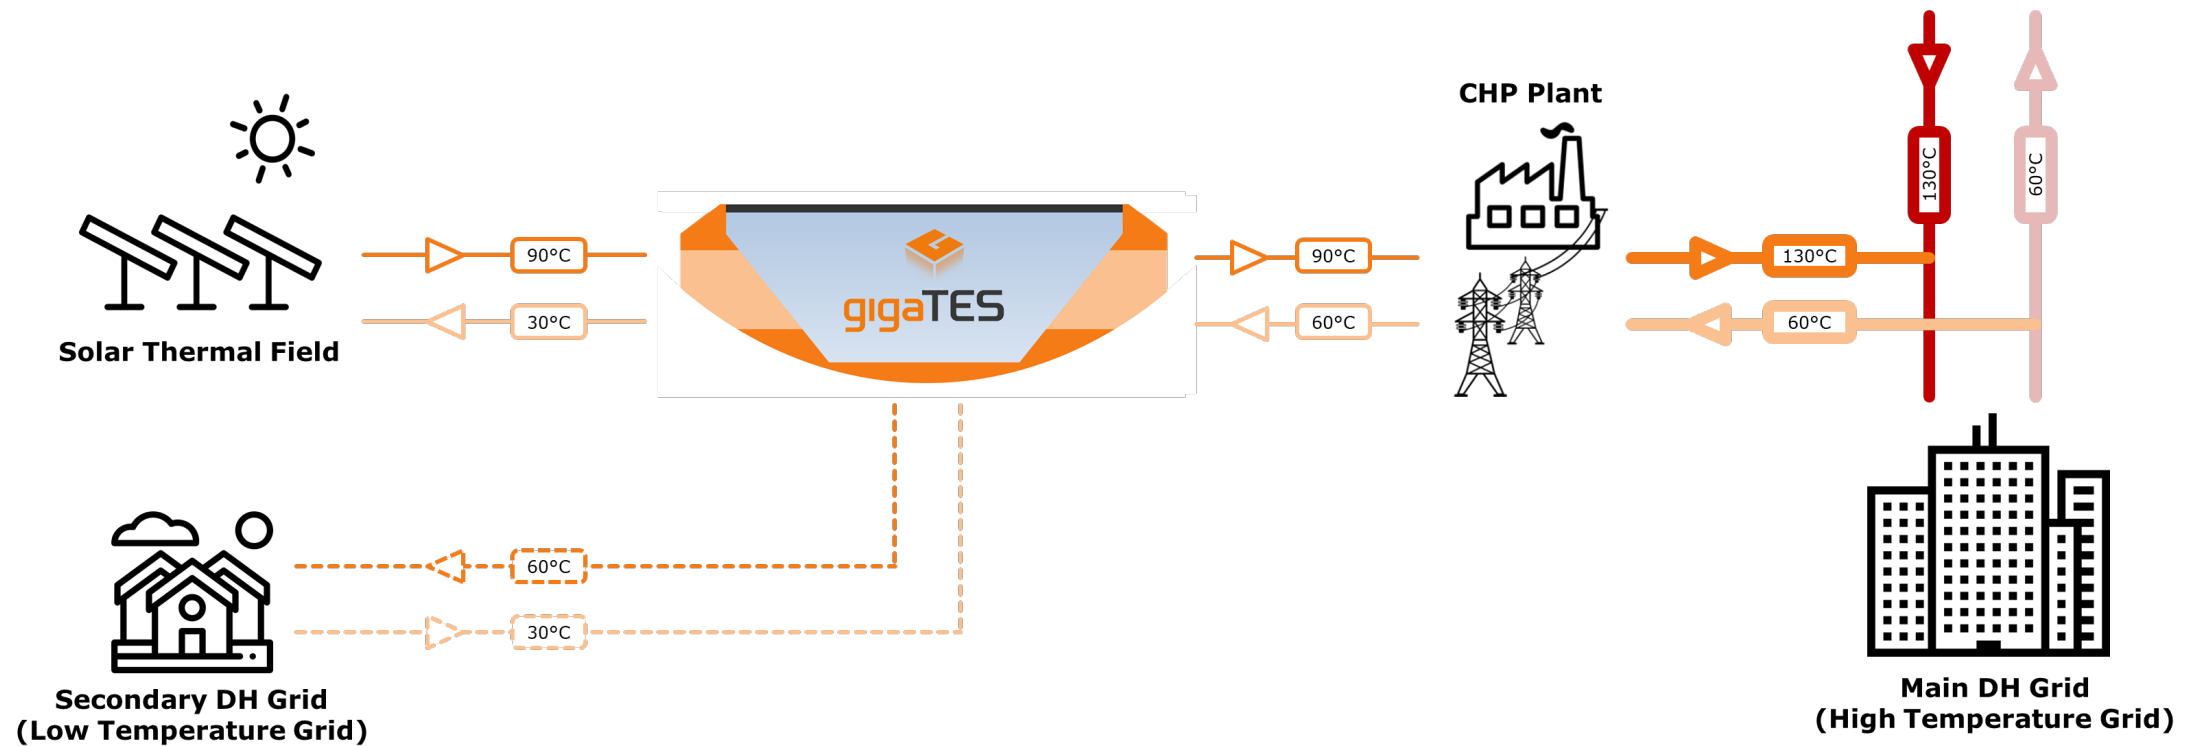 CHP Plant
130°C
60°C
90°C
30°C
gigaTES
90°C
60°C
130°C
60°C
Solar Thermal Field
60°C
30°C
Secondary DH Grid
(Low Temperature Grid)
Main DH Grid
(High Temperature Grid)